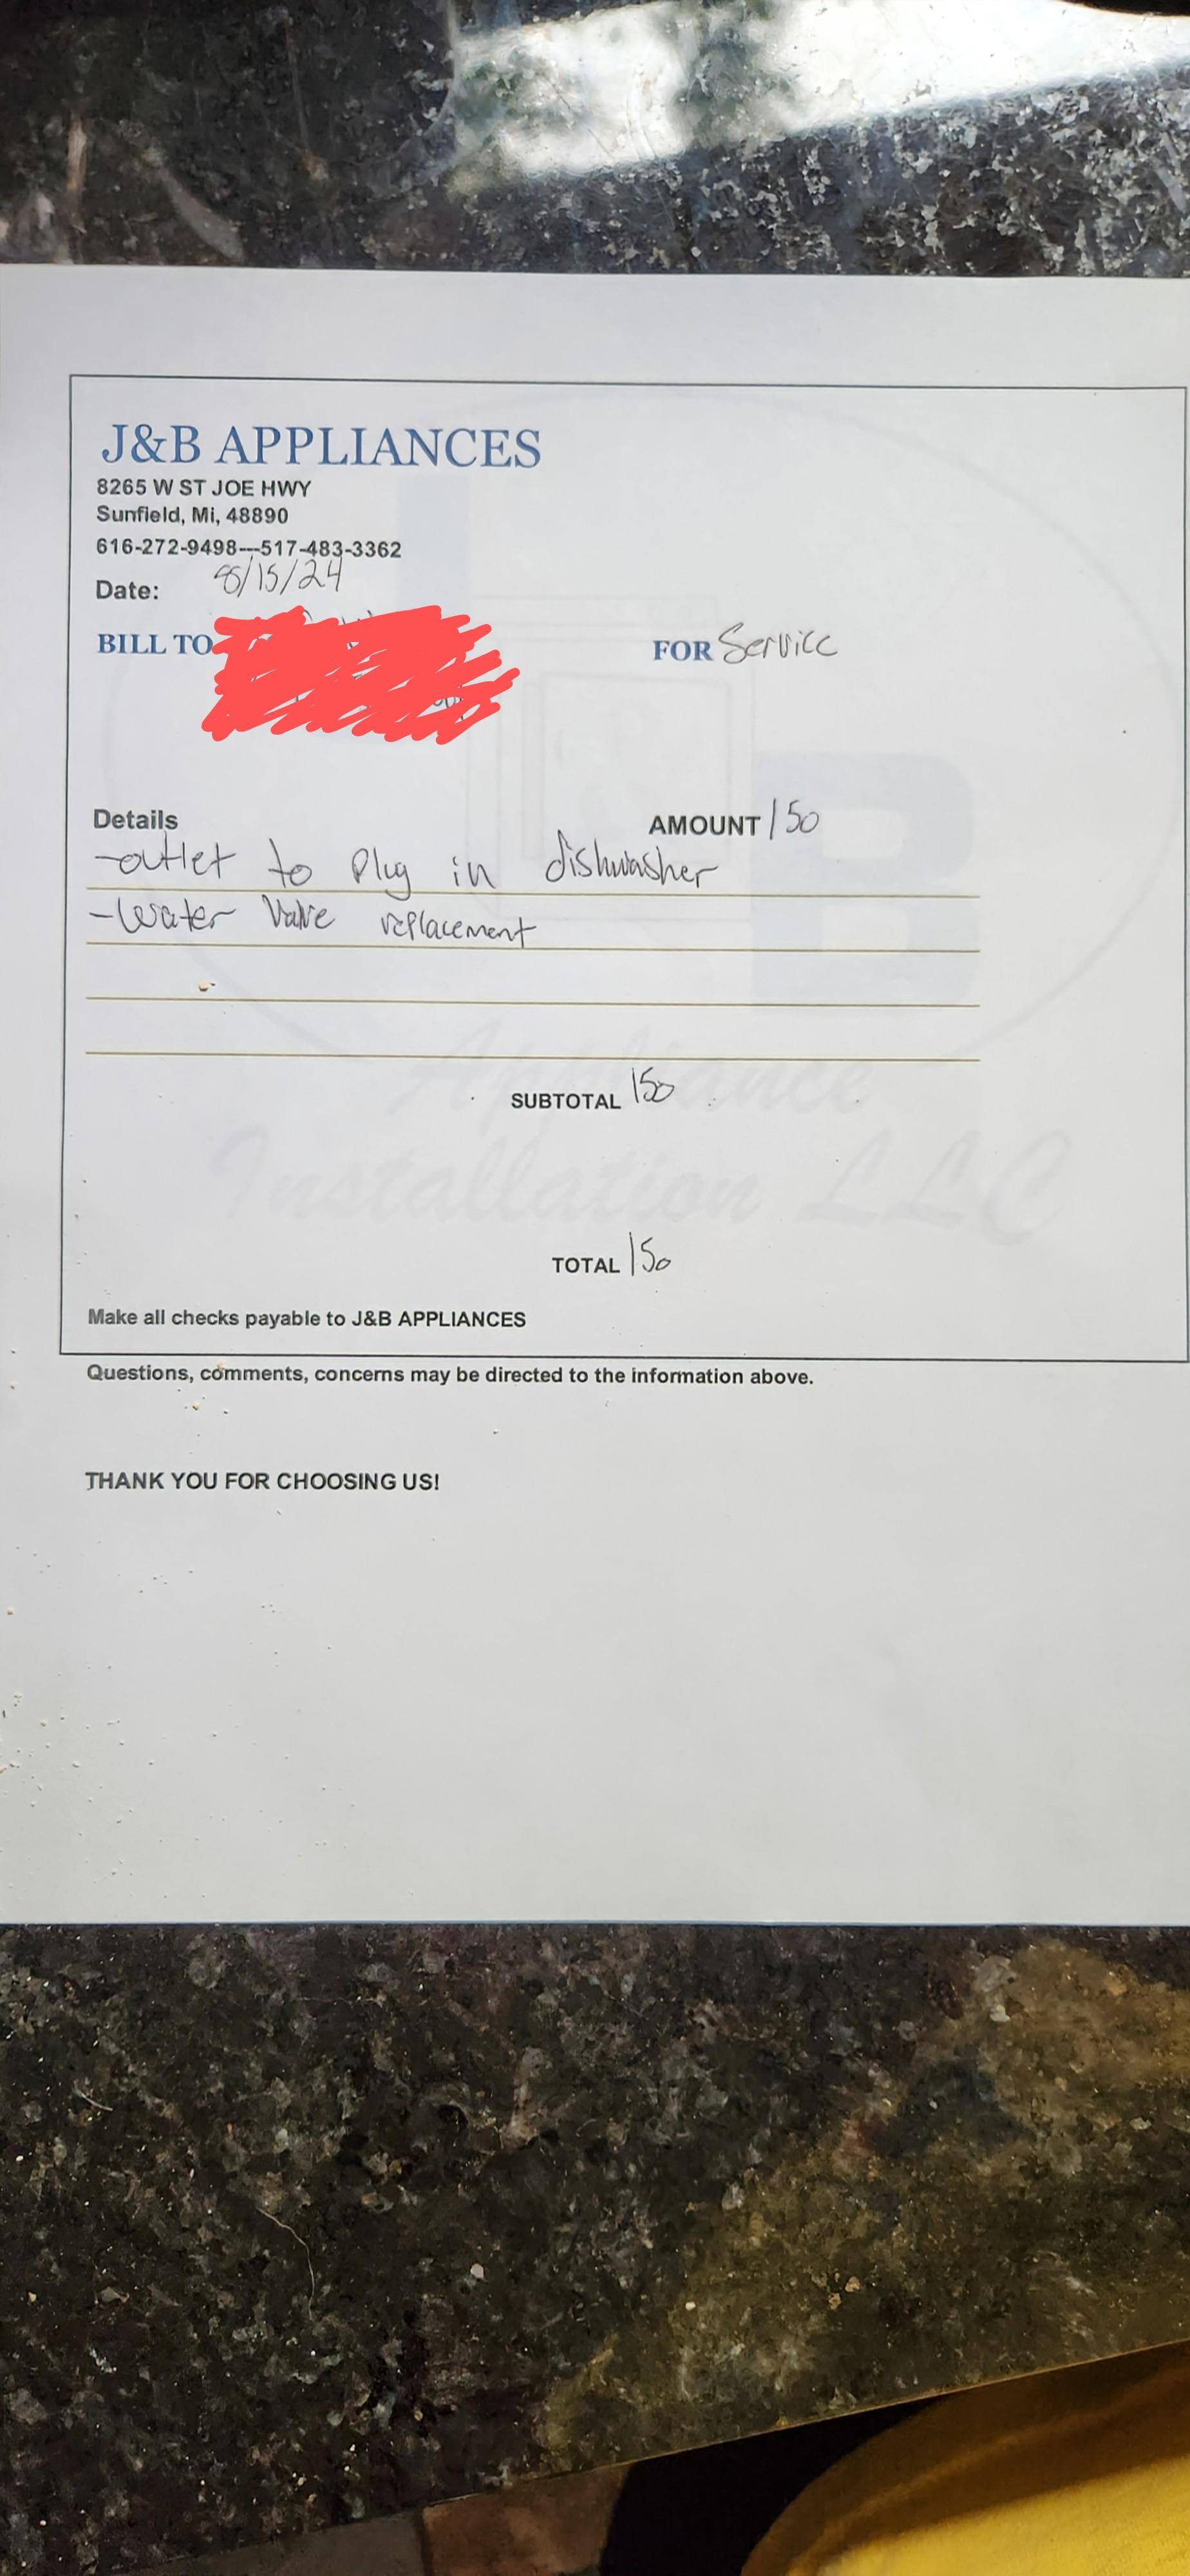 J&B APPLIANCES
8265 W ST JOE HWY
Sunfield, Mi, 48890
616-272-9498---517-483-3362
Date: 8/15/24
BILL TO
FOR Service
Details
AMOUNT 150
-outlet to Plug in dishwasher
-Water Valve replacement
SUBTOTAL 150
TOTAL 150
Make all checks payable to J&B APPLIANCES
Questions, comments, concerns may be directed to the information above.
THANK YOU FOR CHOOSING US!
J
B
Appliance
Installation LLC